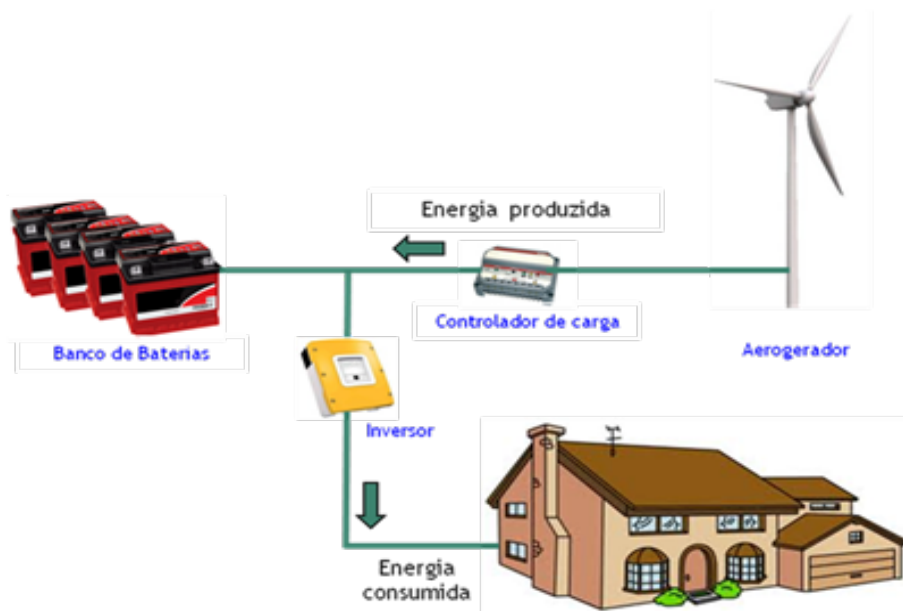 Energia produzida
Controlador de carga
Banco de Baterias
Aerogerador
Inversor
Energia
consumida